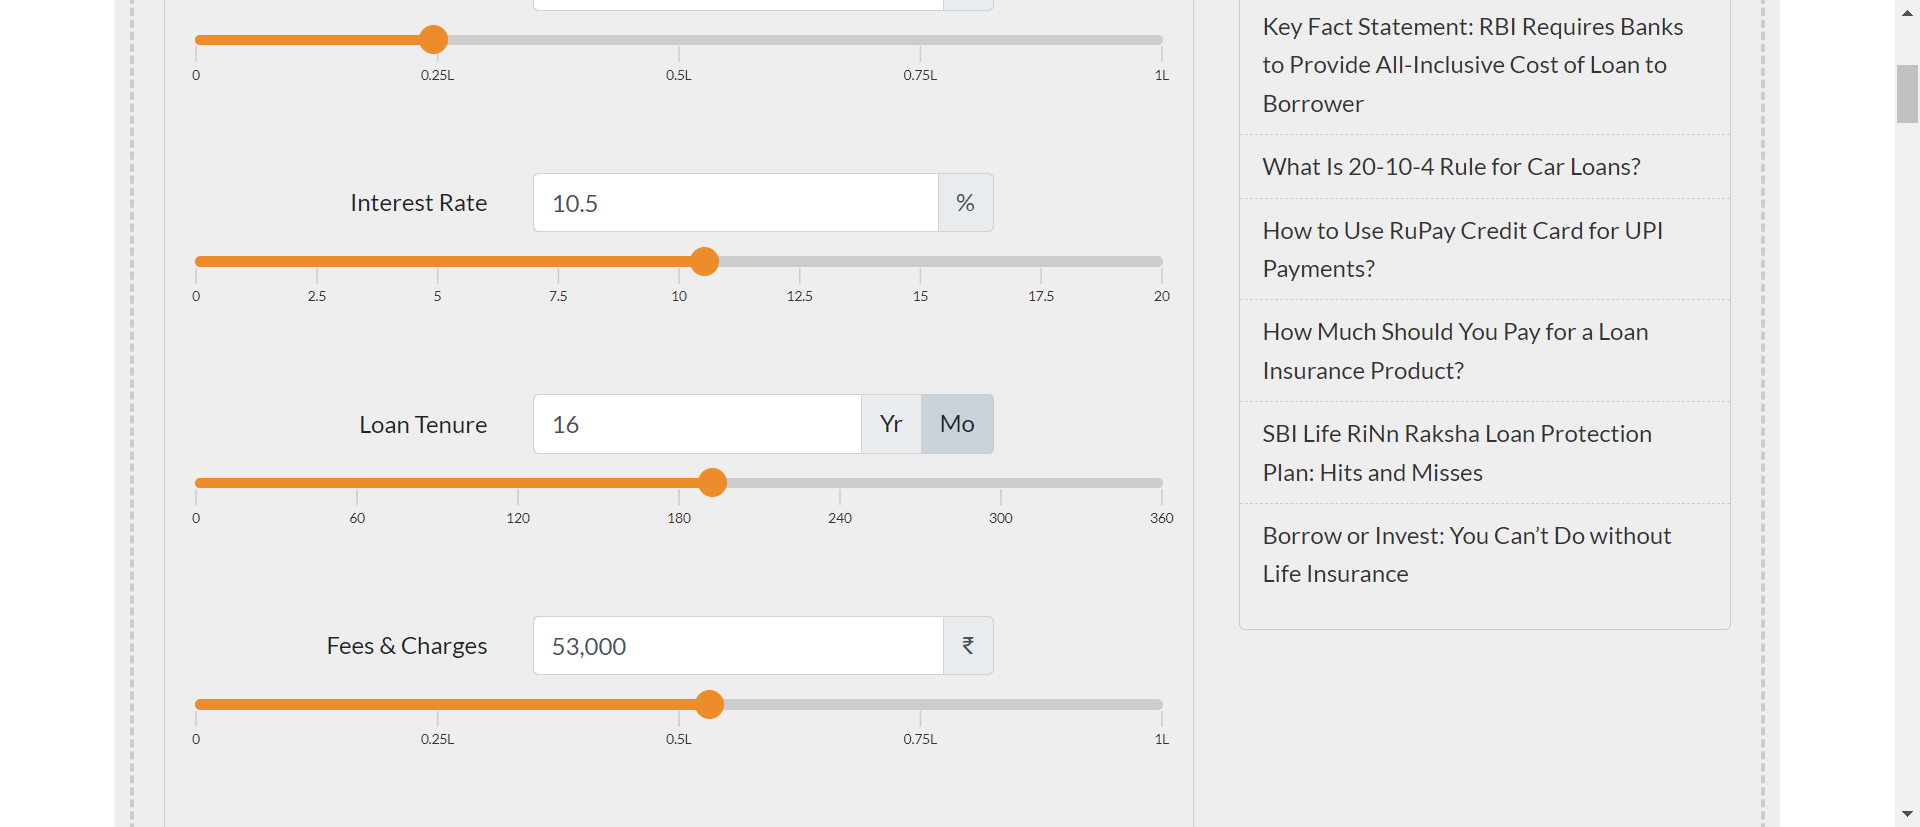 0 0.25L 0.5L 0.75L 1L
Interest Rate 10.5 %
0 2.5 5 7.5 10 12.5 15 17.5 20
Loan Tenure 16 Yr Mo
0 60 120 180 240 300 360
Fees & Charges 53,000 ₹
0 0.25L 0.5L 0.75L 1L
Key Fact Statement: RBI Requires Banks
to Provide All-Inclusive Cost of Loan to
Borrower
What Is 20-10-4 Rule for Car Loans?
How to Use RuPay Credit Card for UPI
Payments?
How Much Should You Pay for a Loan
Insurance Product?
SBI Life RiNn Raksha Loan Protection
Plan: Hits and Misses
Borrow or Invest: You Can’t Do without
Life Insurance